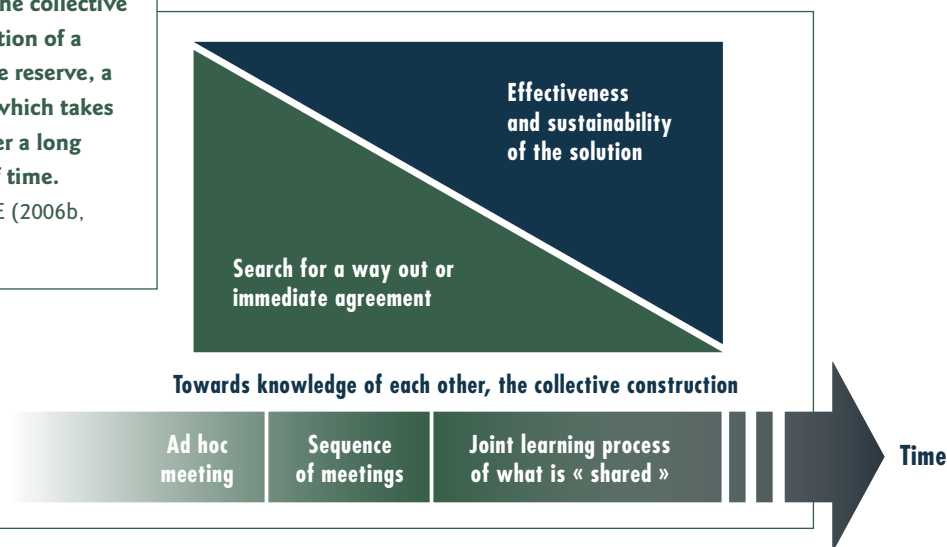 he collective
tion of a
e reserve, a
which takes
er a long
f time.
E (2006b,
Effectiveness
and sustainability
of the solution
Search for a way out or
immediate agreement
Towards knowledge of each other, the collective construction
Ad hoc
meeting
Sequence
of meetings
Joint learning process
of what is « shared »
Time